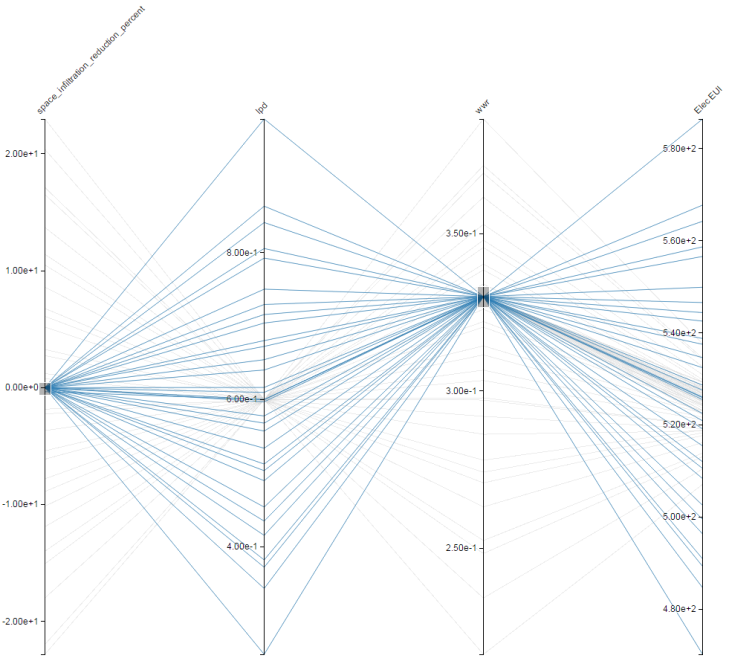 space_infiltration_reduction_percent
lpd
wwr
Elec EUI
2.00e+1
1.00e+1
0.00e+0
-1.00e+1
-2.00e+1
8.00e-1
6.00e-1
4.00e-1
3.50e-1
3.00e-1
2.50e-1
5.80e+2
5.60e+2
5.40e+2
5.20e+2
5.00e+2
4.80e+2